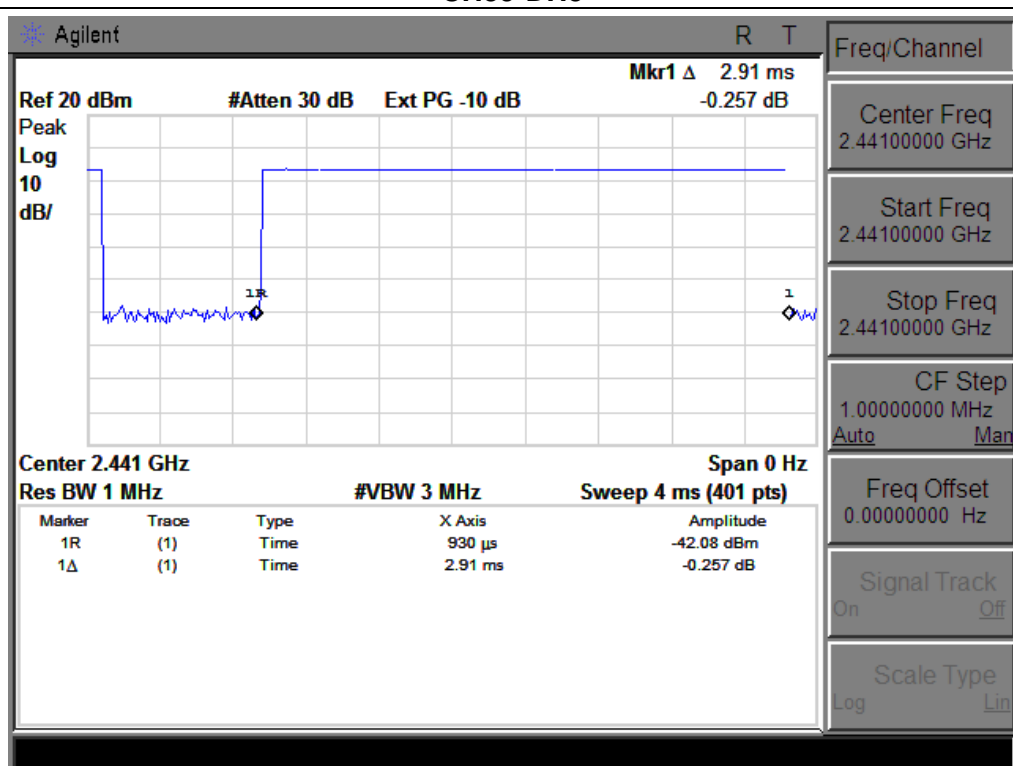 Agilent R T
Mkr1 Δ 2.91 ms
Ref 20 dBm #Atten 30 dB Ext PG -10 dB -0.257 dB
Peak
Log
10
dB/
1R
1
Center 2.441 GHz Span 0 Hz
Res BW 1 MHz #VBW 3 MHz Sweep 4 ms (401 pts)
Marker Trace Type X Axis Amplitude
1R (1) Time 930 µs -42.08 dBm
1Δ (1) Time 2.91 ms -0.257 dB
Freq/Channel
Center Freq
2.44100000 GHz
Start Freq
2.44100000 GHz
Stop Freq
2.44100000 GHz
CF Step
1.00000000 MHz
Auto Man
Freq Offset
0.00000000 Hz
Signal Track
On Off
Scale Type
Log Lin